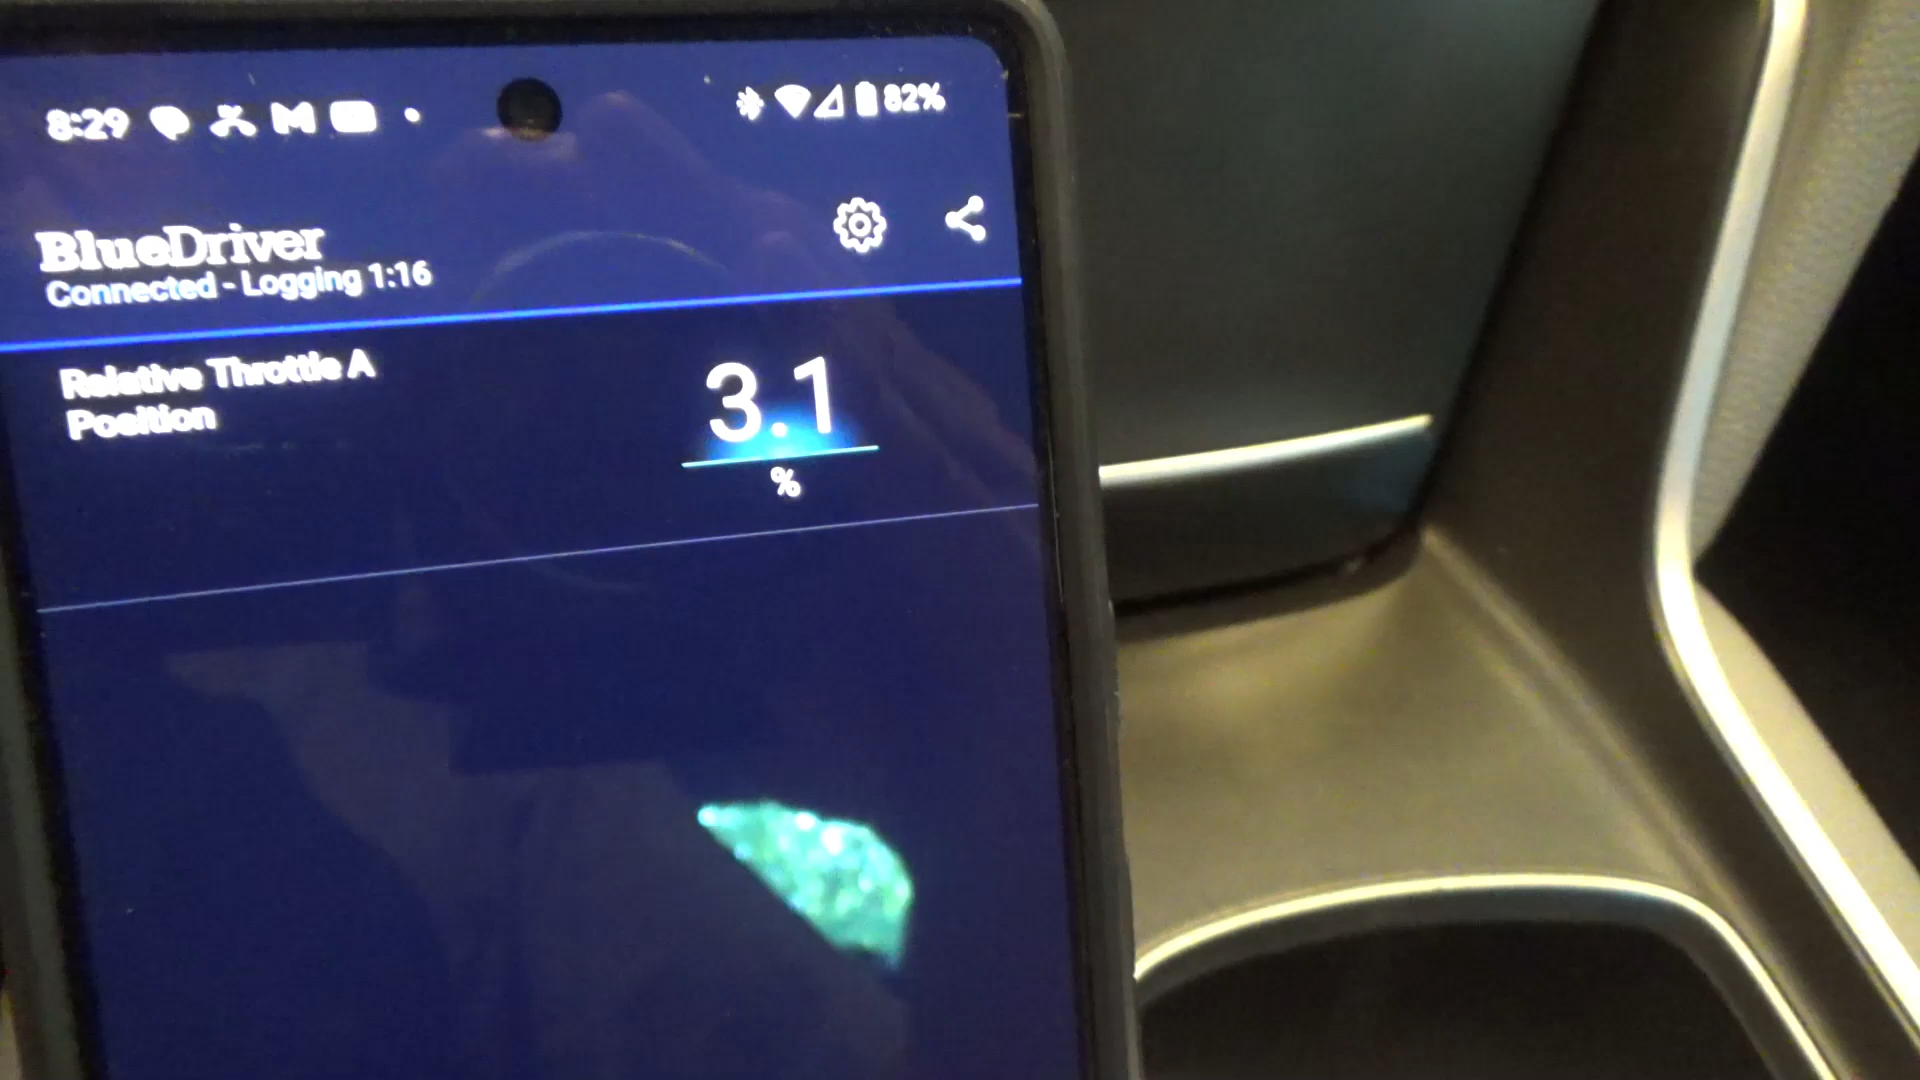 8:29 82%
BlueDriver
Connected - Logging 1:16
Relative Throttle A
Position
3.1
%